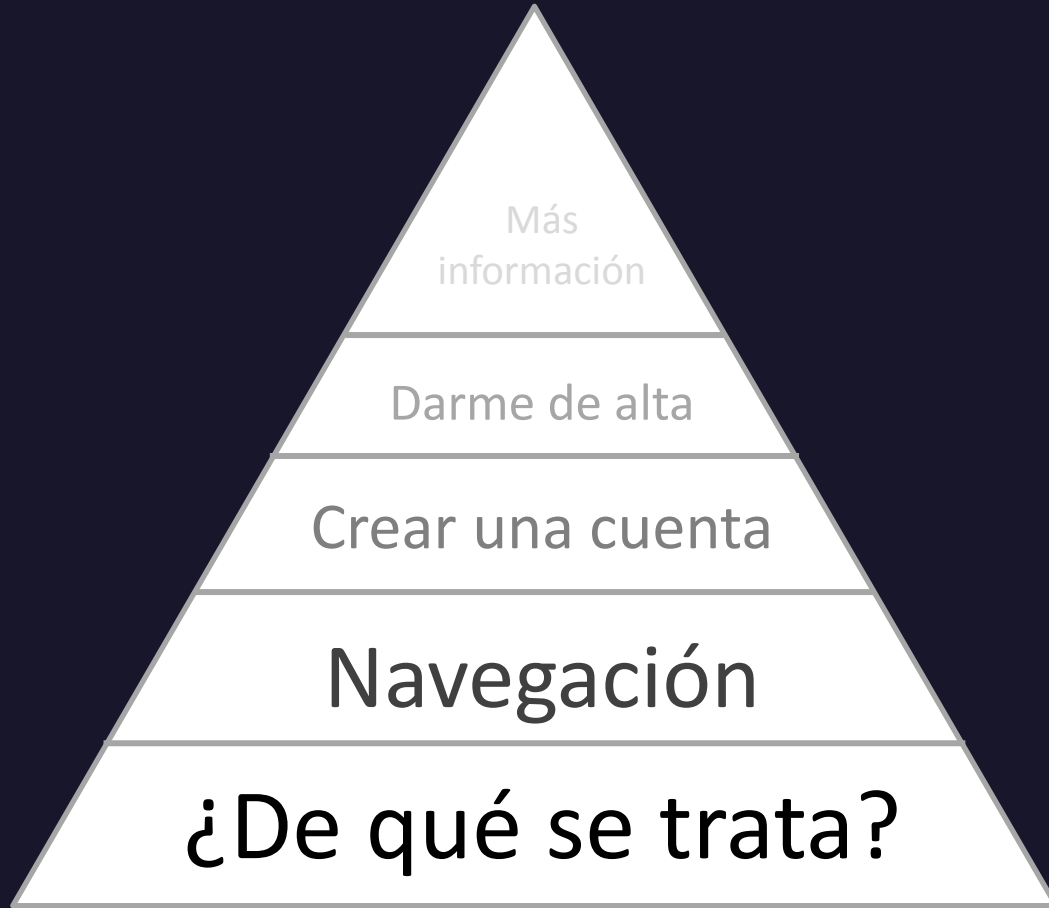 Más
información
Darme de alta
Crear una cuenta
Navegación
¿De qué se trata?